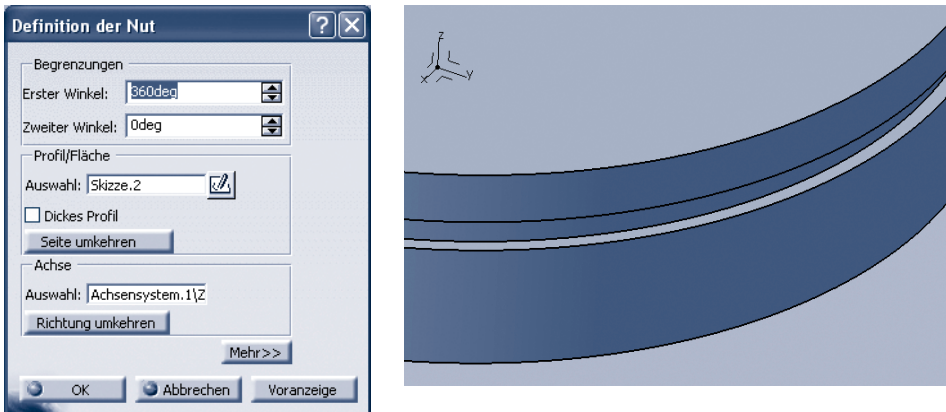 Definition der Nut
Begrenzungen
Erster Winkel: 360deg
Zweiter Winkel: 0deg
Profil/Fläche
Auswahl: Skizze.2
Dickes Profil
Seite umkehren
Achse
Auswahl: Achsensystem.1\Z
Richtung umkehren
Mehr>>
OK Abbrechen Voranzeige
z
x y